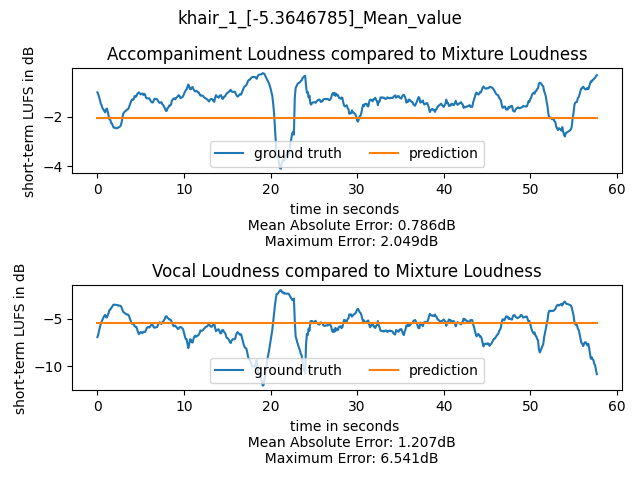 khair_1_[-5.3646785]_Mean_value
Accompaniment Loudness compared to Mixture Loudness
short-term LUFS in dB
−2
−4
ground truth
prediction
0 10 20 30 40 50 60
time in seconds
Mean Absolute Error: 0.786dB
Maximum Error: 2.049dB
Vocal Loudness compared to Mixture Loudness
short-term LUFS in dB
−5
−10
ground truth
prediction
0 10 20 30 40 50 60
time in seconds
Mean Absolute Error: 1.207dB
Maximum Error: 6.541dB